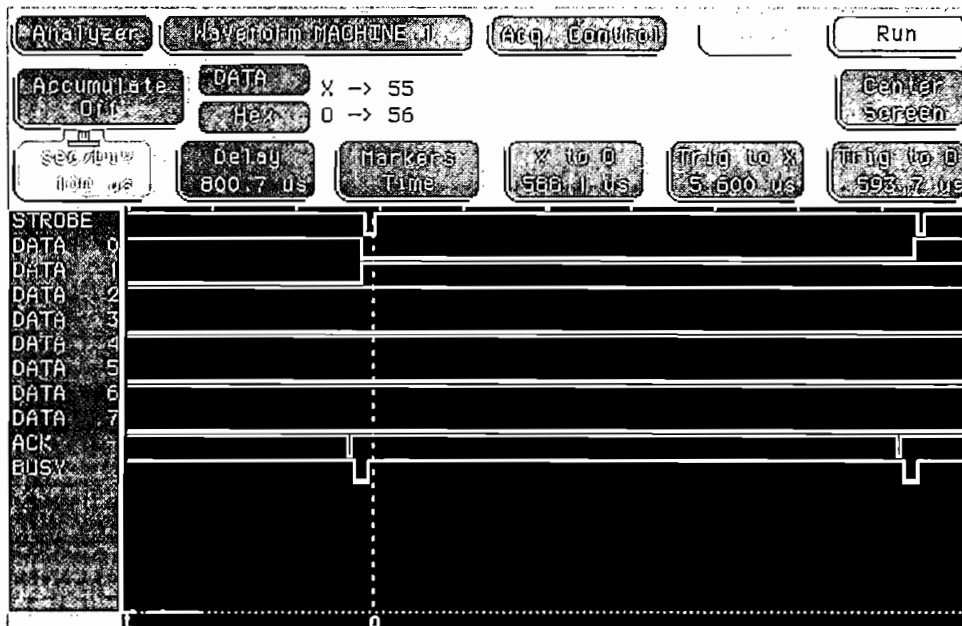 Analyzer Waveform MACHINE 1 Acq. Control Run
Accumulate Off DATA X -> 55 Center Screen
Hex O -> 56
sec/Div 100 us Delay 800.7 us Markers Time X to O 588.1 us Trig to X 5.600 us Trig to O 593.7 us
STROBE
DATA 0
DATA 1
DATA 2
DATA 3
DATA 4
DATA 5
DATA 6
DATA 7
ACK
BUSY
O